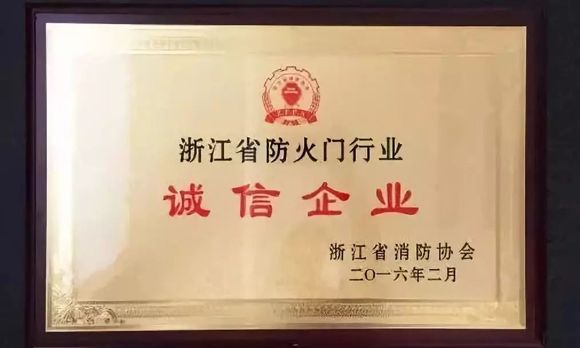 浙江省防火门行业
诚信企业
浙江省消防协会
二〇一六年二月